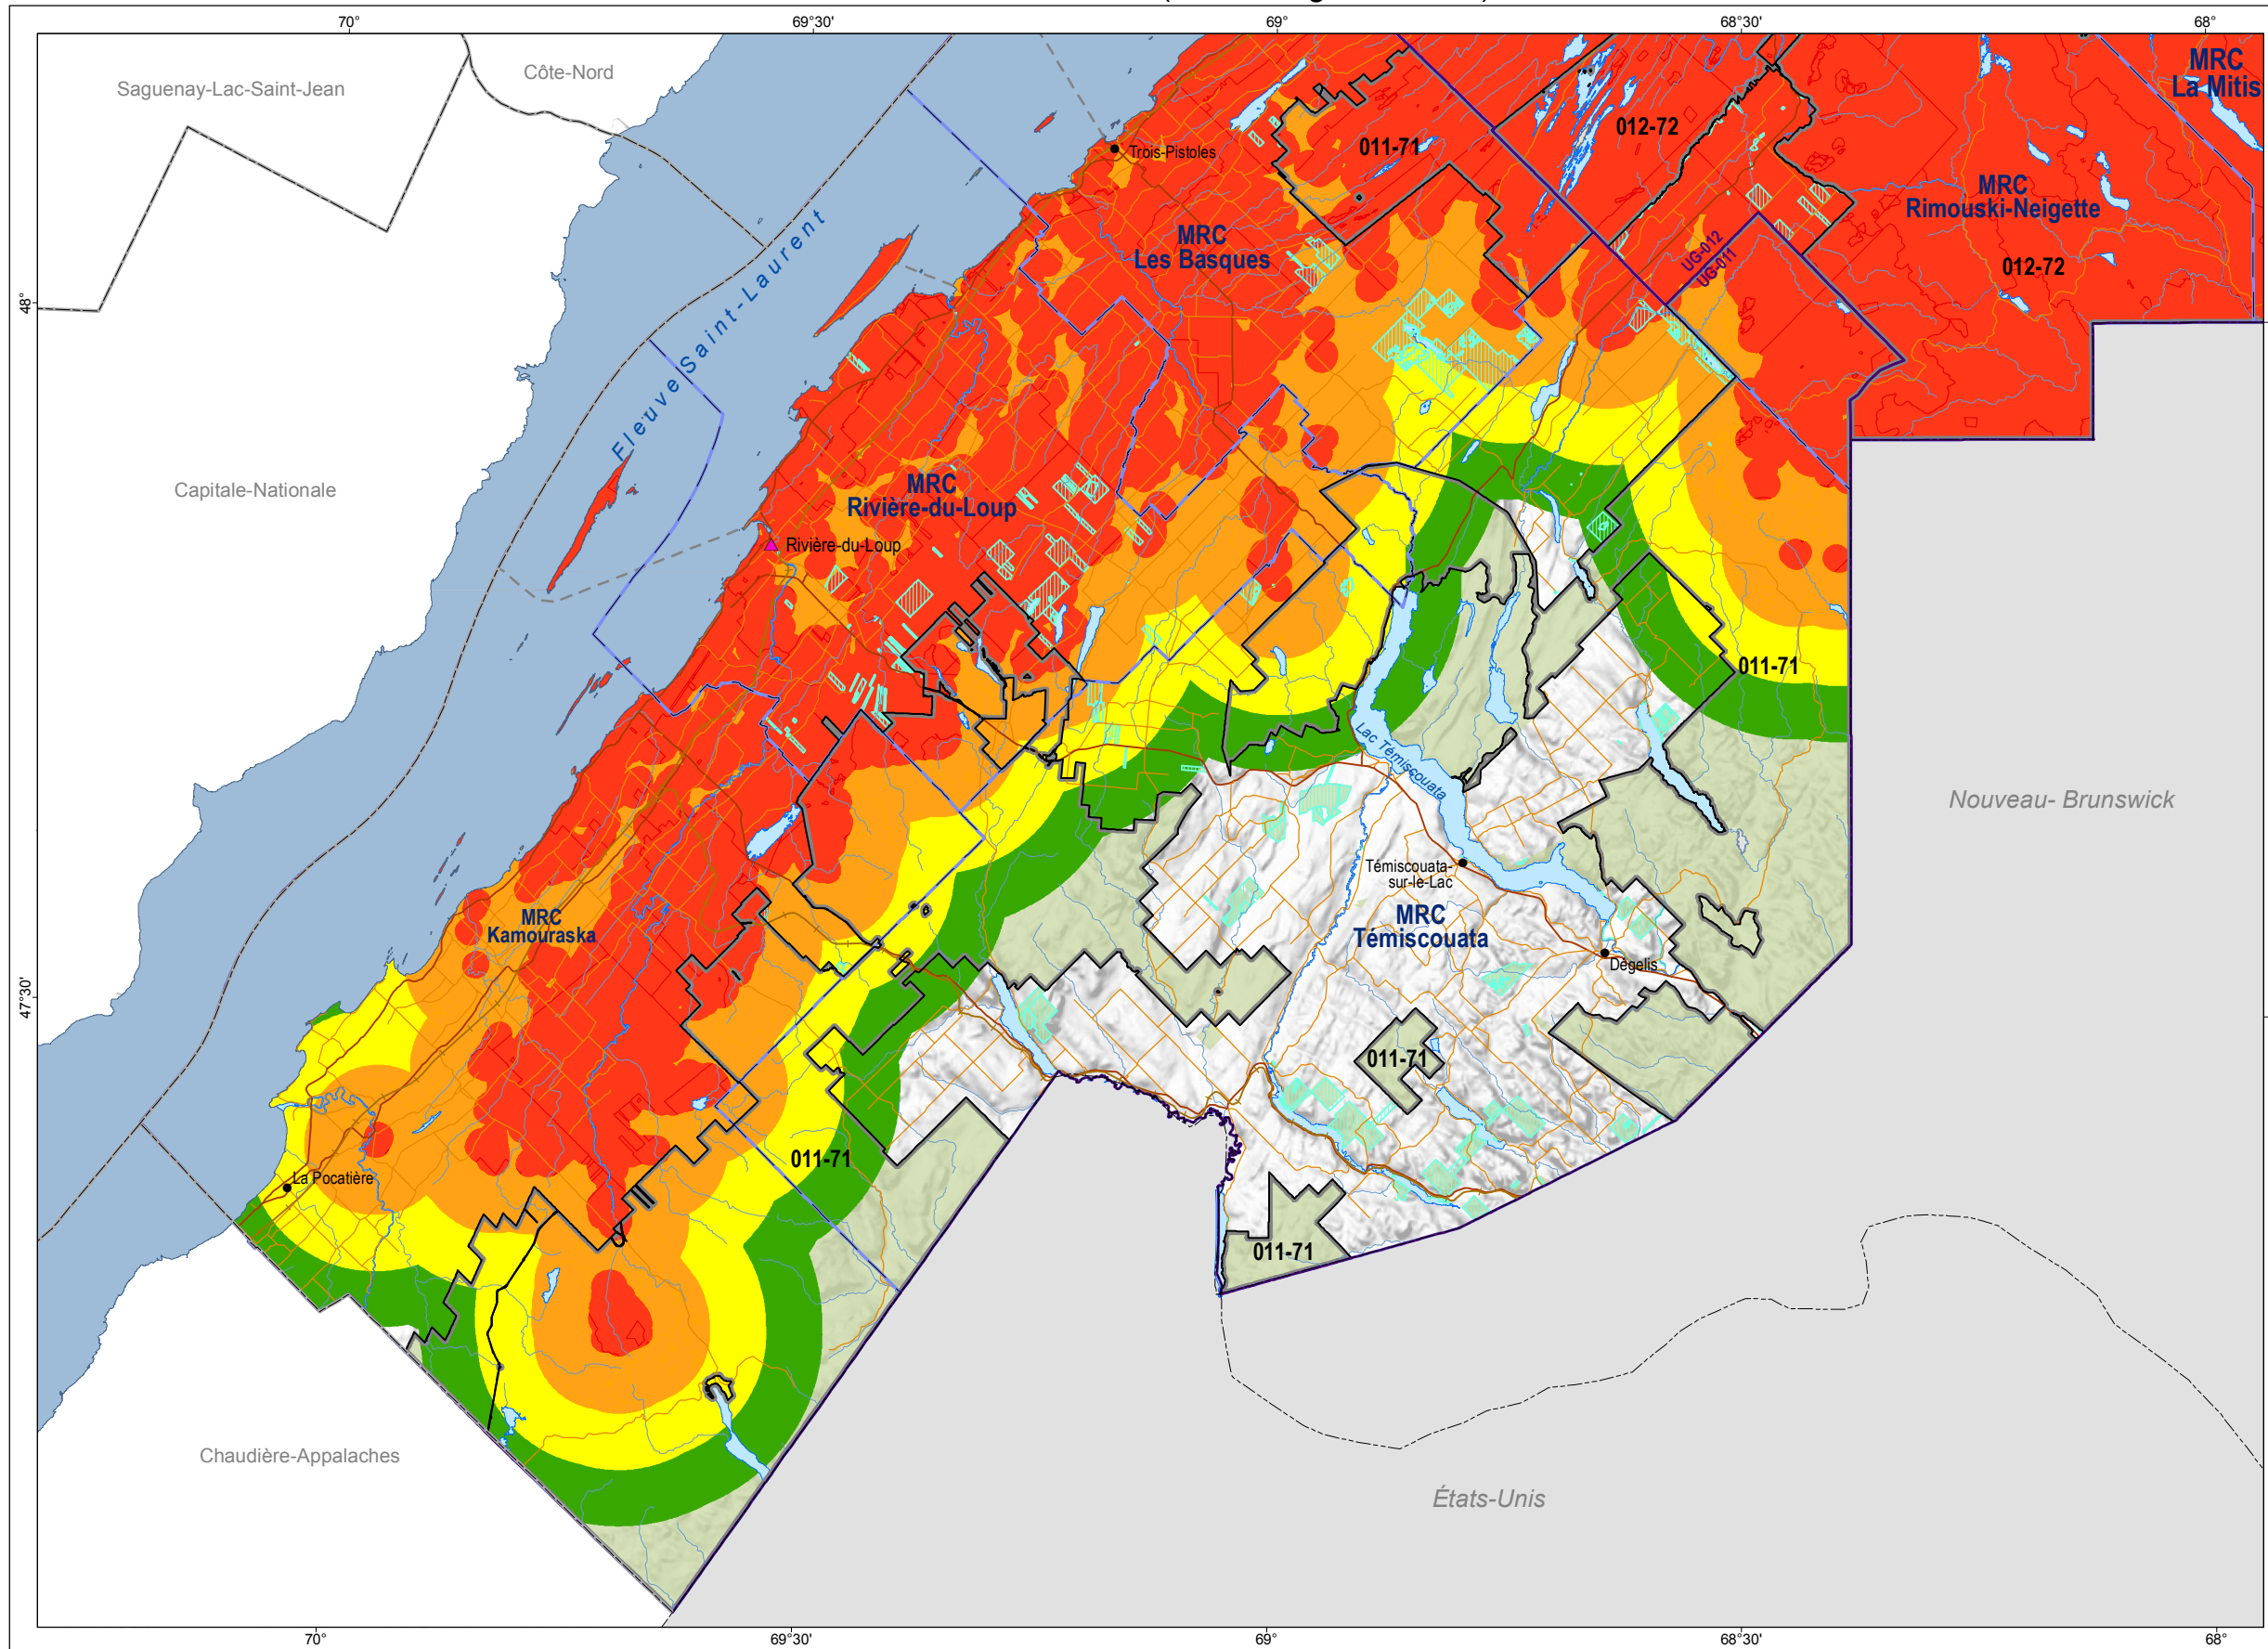 70°
69°30'
69°
68°30'
68°
Saguenay-Lac-Saint-Jean
Côte-Nord
MRC
La Mitis
Trois-Pistoles
011-71
012-72
MRC
Rimouski-Neigette
MRC
Les Basques
Fleuve Saint-Laurent
UG-012
UG-011
012-72
48°
Capitale-Nationale
MRC
Rivière-du-Loup
Rivière-du-Loup
011-71
Lac Témiscouata
Nouveau- Brunswick
Témiscouata-
sur-le-Lac
MRC
Kamouraska
MRC
Témiscouata
Dégelis
47°30'
011-71
011-71
La Pocatière
011-71
Chaudière-Appalaches
États-Unis
70°
69°30'
69°
68°30'
68°